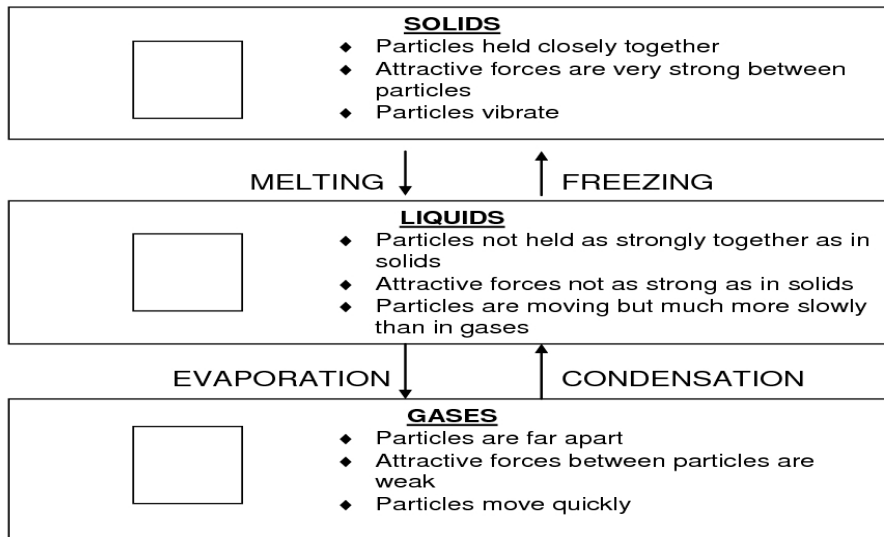 SOLIDS
◆ Particles held closely together
◆ Attractive forces are very strong between
particles
◆ Particles vibrate
MELTING FREEZING
LIQUIDS
◆ Particles not held as strongly together as in
solids
◆ Attractive forces not as strong as in solids
◆ Particles are moving but much more slowly
than in gases
EVAPORATION CONDENSATION
GASES
◆ Particles are far apart
◆ Attractive forces between particles are
weak
◆ Particles move quickly